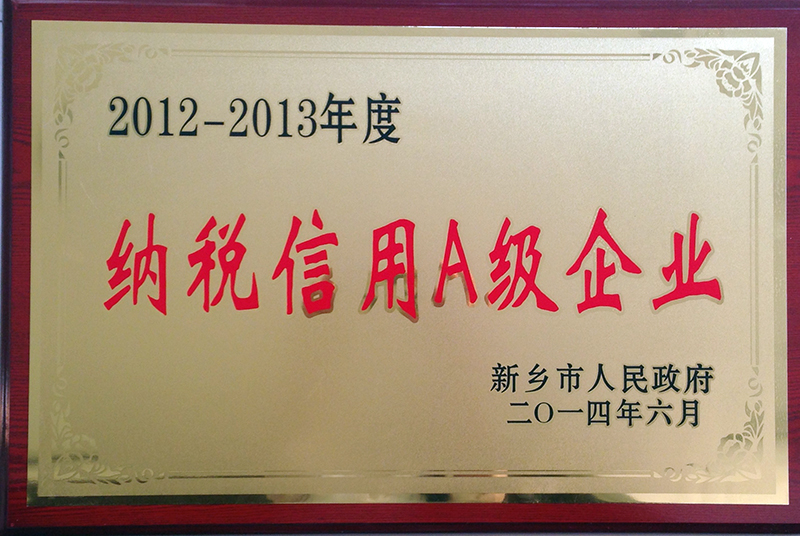 2012-2013年度
纳税信用A级企业
新乡市人民政府
二〇一四年六月